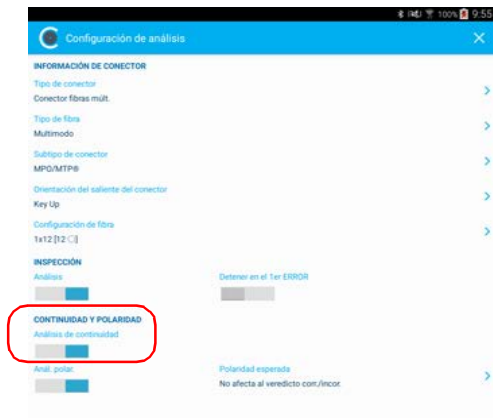 100% 9:55
Configuración de análisis
INFORMACIÓN DE CONECTOR
Tipo de conector
Conector fibras múlt.
Tipo de fibra
Multimodo
Subtipo de conector
MPO/MTP®
Orientación del saliente del conector
Key Up
Configuración de fibra
1x12 [12 ]
INSPECCIÓN
Análisis
Detener en el 1er ERROR
CONTINUIDAD Y POLARIDAD
Análisis de continuidad
Anál. polar.
Polaridad esperada
No afecta al veredicto corr./incor.